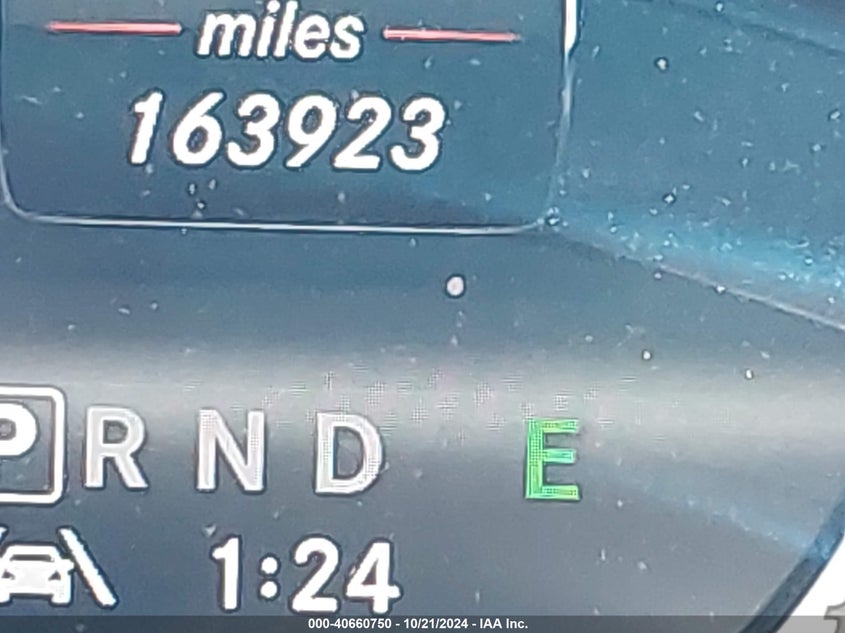 miles
163923
P R N D E
1:24
000-40660750 - 10/21/2024 - IAA Inc.